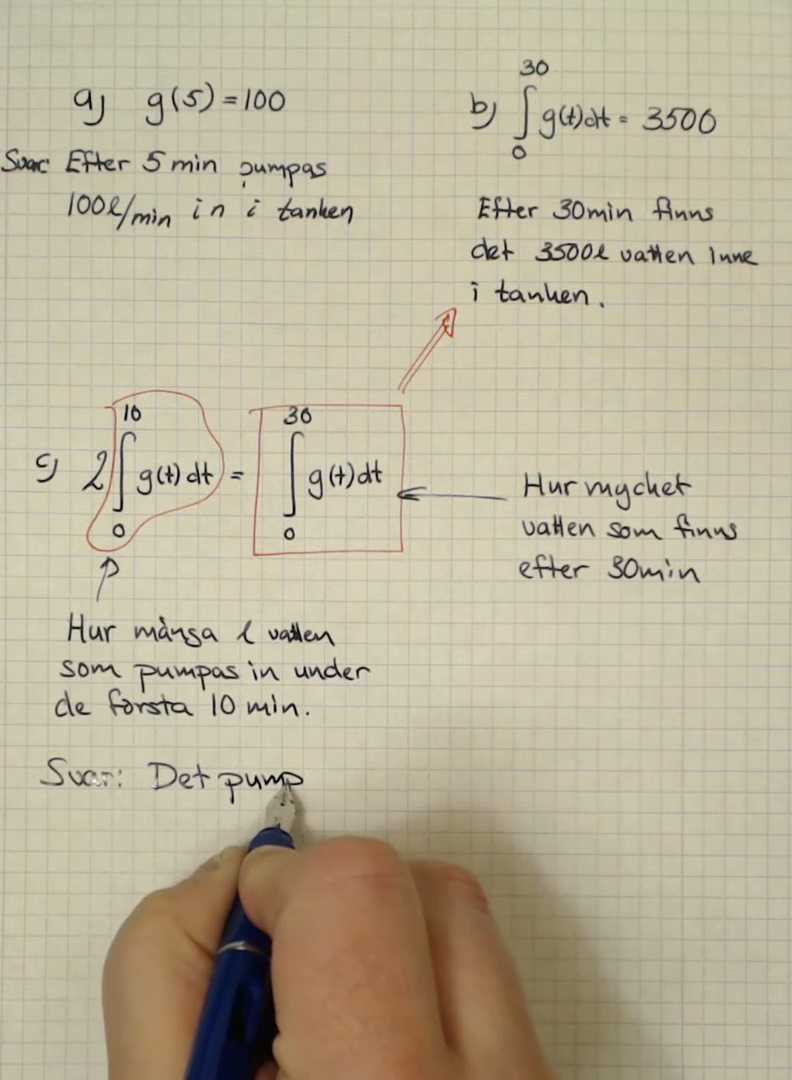 a) g(5) = 100
Svar: Efter 5 min pumpas
100l/min in i tanken
b) ∫₀³⁰ g(t)dt = 3500
Efter 30min finns
det 3500l vatten inne
i tanken.
c) 2 ∫₀¹⁰ g(t) dt = ∫₀³⁰ g(t)dt
Hur mycket
vatten som finns
efter 30min
Hur många l vatten
som pumpas in under
de första 10 min.
Svar: Det pump